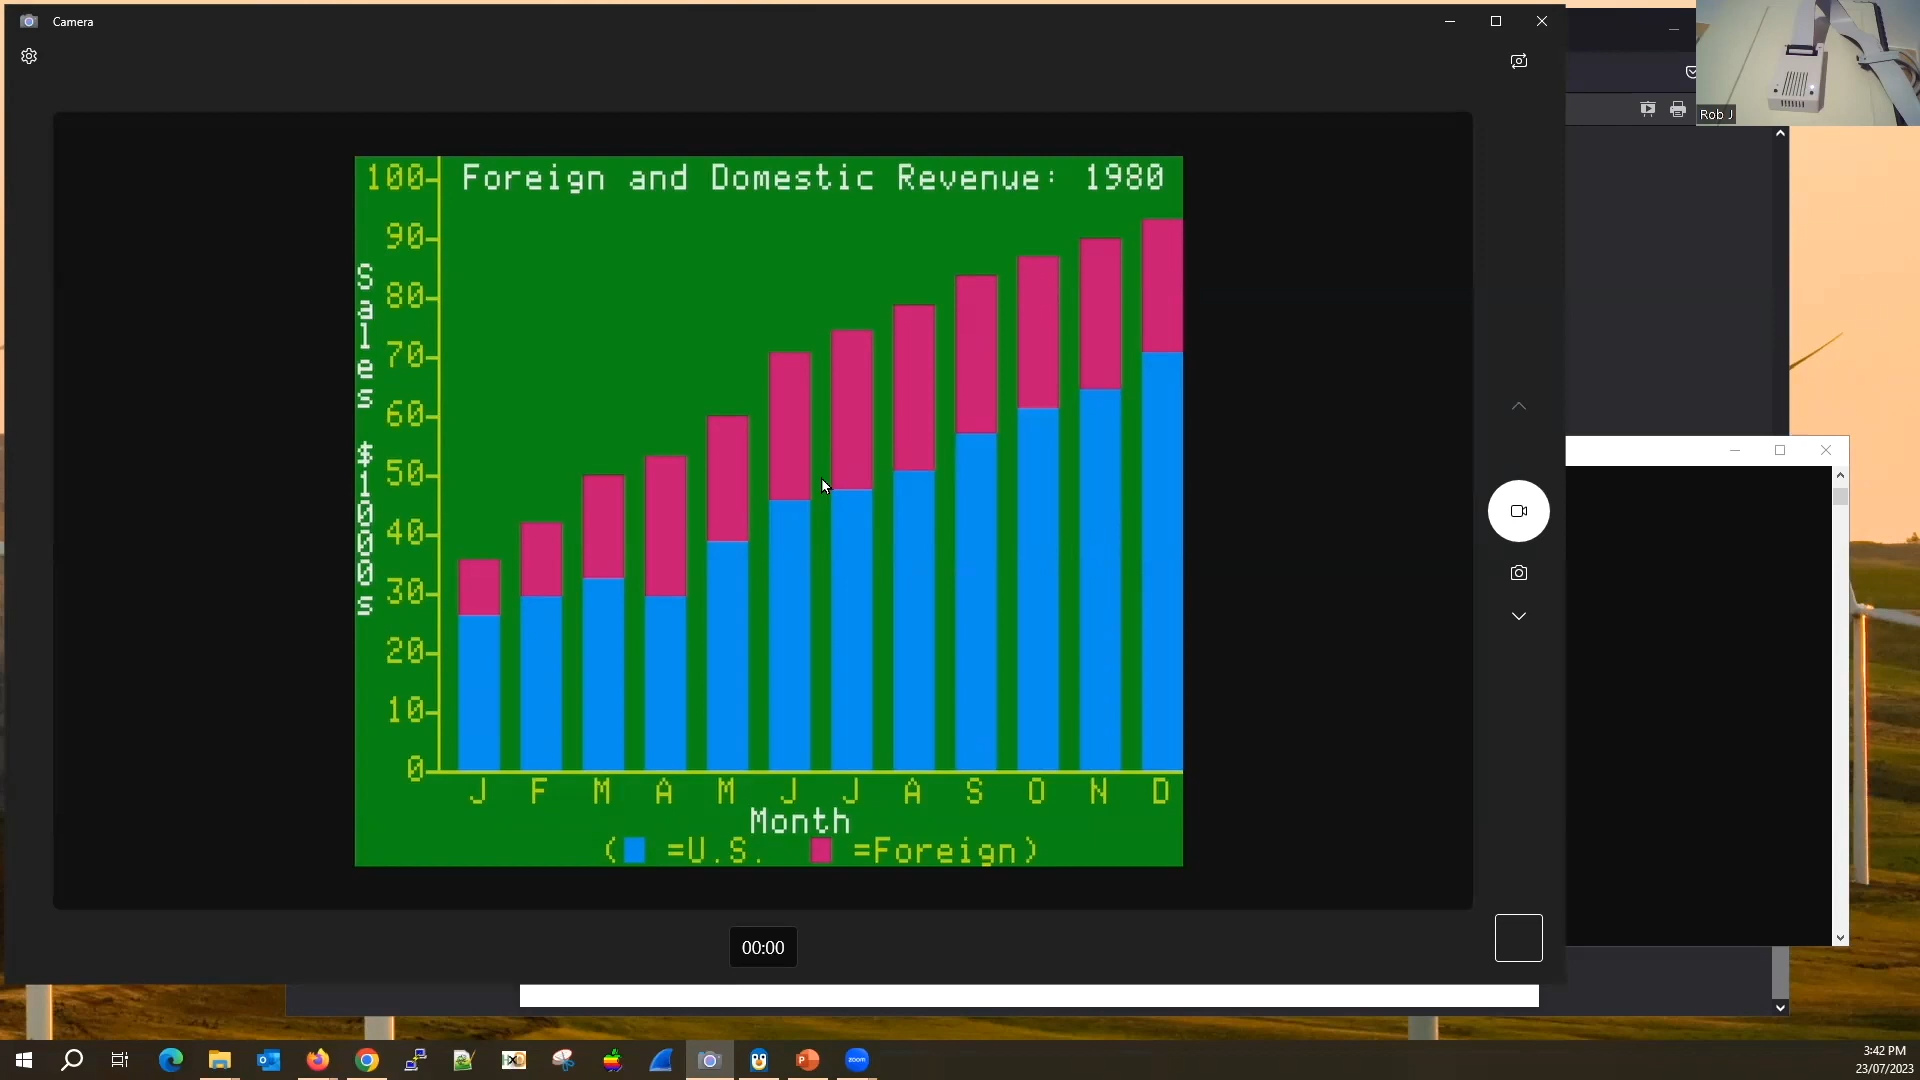 Camera
Rob J
Foreign and Domestic Revenue: 1980
100
90
80
70
60
50
40
30
20
10
0
Sales $1000s
J F M A M J J A S O N D
Month
( =U.S. =Foreign)
00:00
zoom
3:42 PM
23/07/2023